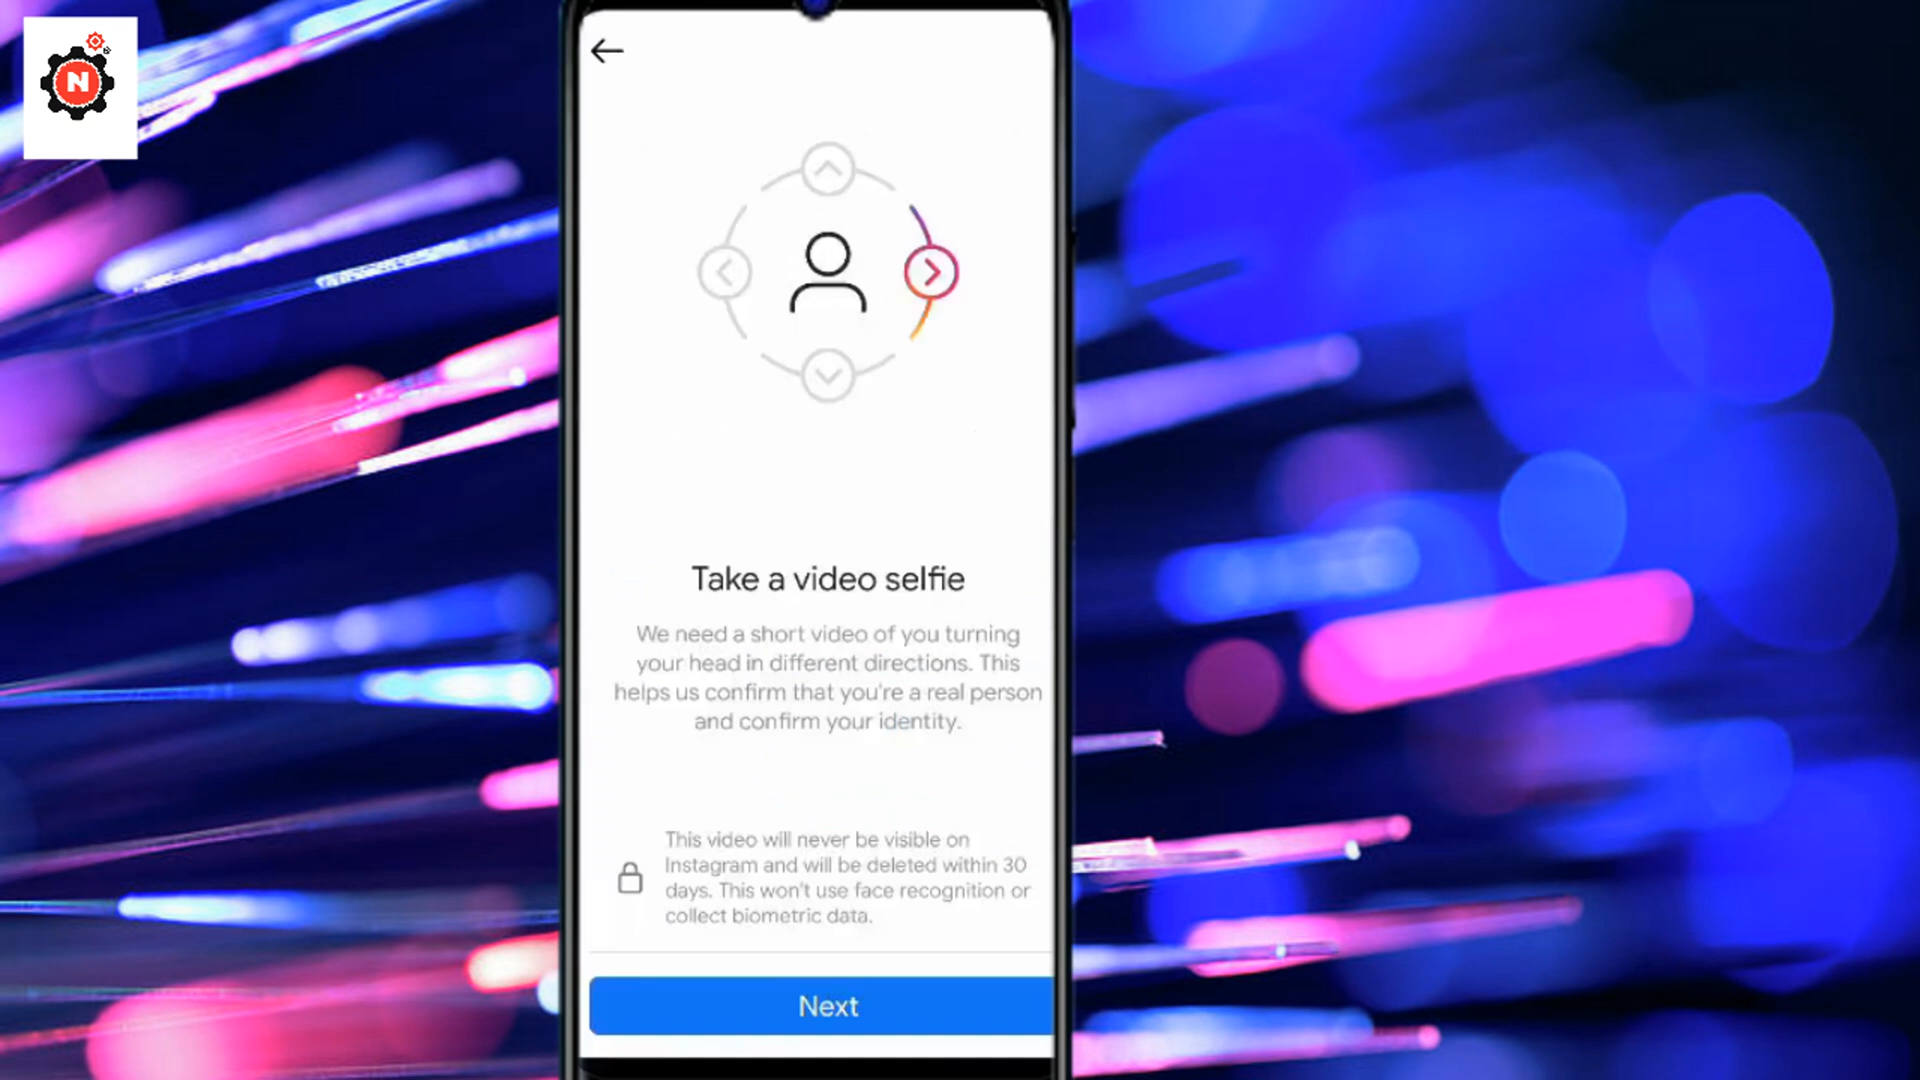 N
Take a video selfie
We need a short video of you turning
your head in different directions. This
helps us confirm that you're a real person
and confirm your identity.
This video will never be visible on
Instagram and will be deleted within 30
days. This won't use face recognition or
collect biometric data.
Next